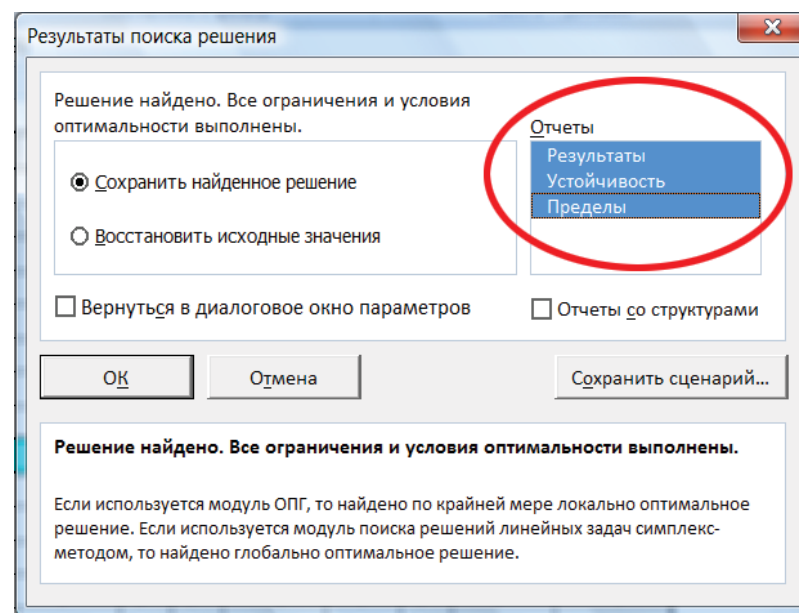 Результаты поиска решения
Решение найдено. Все ограничения и условия
оптимальности выполнены.
Отчеты
Результаты
Устойчивость
Пределы
Сохранить найденное решение
Восстановить исходные значения
Вернуться в диалоговое окно параметров
Отчеты со структурами
ОК
Отмена
Сохранить сценарий...
Решение найдено. Все ограничения и условия оптимальности выполнены.
Если используется модуль ОПГ, то найдено по крайней мере локально оптимальное
решение. Если используется модуль поиска решений линейных задач симплекс-
методом, то найдено глобально оптимальное решение.